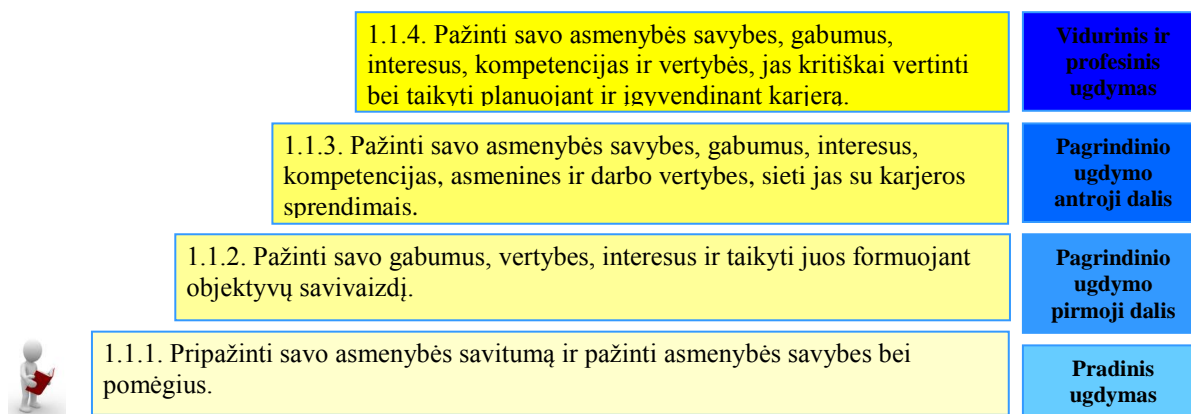 1.1.4. Pažinti savo asmenybės savybes, gabumus,
interesus, kompetencijas ir vertybės, jas kritiškai vertinti
bei taikyti planuojant ir įgyvendinant karjerą.
Vidurinis ir
profesinis
ugdymas
1.1.3. Pažinti savo asmenybės savybes, gabumus, interesus,
kompetencijas, asmenines ir darbo vertybes, sieti jas su karjeros
sprendimais.
Pagrindinio
ugdymo
antroji dalis
1.1.2. Pažinti savo gabumus, vertybes, interesus ir taikyti juos formuojant
objektyvų savivaizdį.
Pagrindinio
ugdymo
pirmoji dalis
1.1.1. Pripažinti savo asmenybės savitumą ir pažinti asmenybės savybes bei
pomėgius.
Pradinis
ugdymas